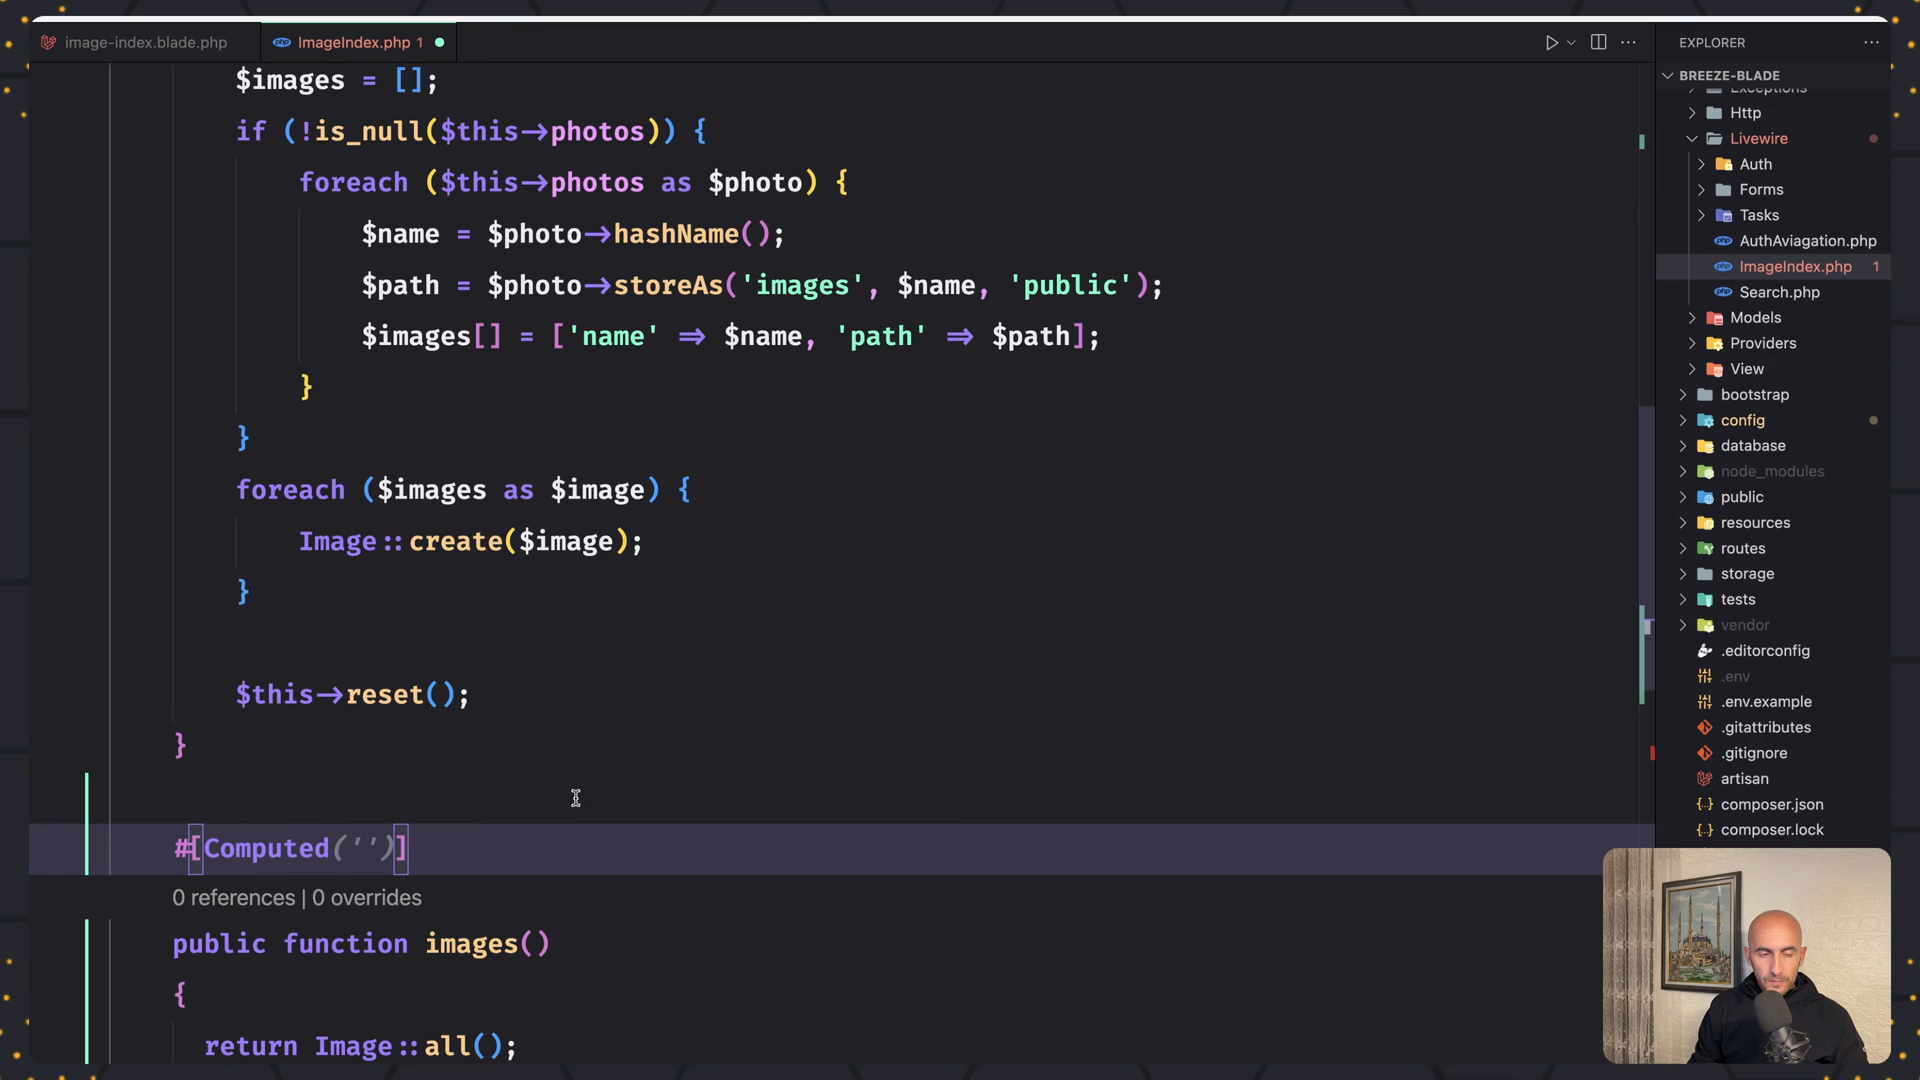 image-index.blade.php
ImageIndex.php 1
$images = [];
if (!is_null($this->photos)) {
foreach ($this->photos as $photo) {
$name = $photo->hashName();
$path = $photo->storeAs('images', $name, 'public');
$images[] = ['name' => $name, 'path' => $path];
}
}
foreach ($images as $image) {
Image::create($image);
}
$this->reset();
}
#[Computed('')]
0 references | 0 overrides
public function images()
{
return Image::all();
EXPLORER
BREEZE-BLADE
Exceptions
Http
Livewire
Auth
Forms
Tasks
AuthAviagation.php
ImageIndex.php 1
Search.php
Models
Providers
View
bootstrap
config
database
node_modules
public
resources
routes
storage
tests
vendor
.editorconfig
.env
.env.example
.gitattributes
.gitignore
artisan
composer.json
composer.lock